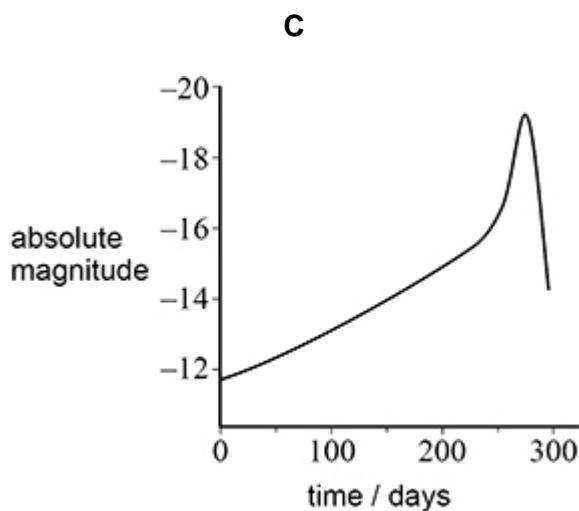 C
–20
–18
–16
absolute
magnitude
–14
–12
0 100 200 300
time / days